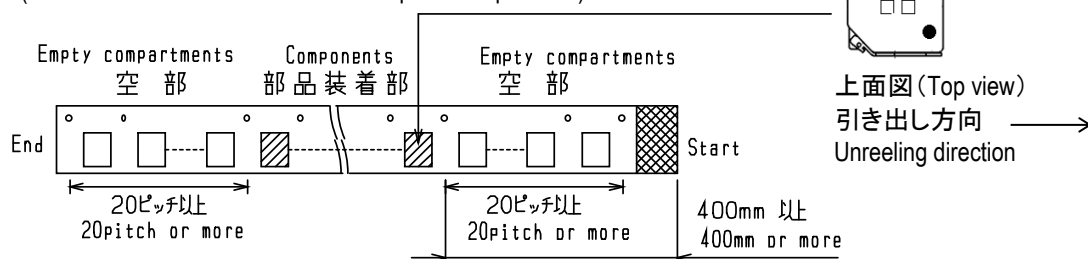 Empty compartments
空 部
Components
部品装着部
Empty compartments
空 部
End
Start
20ピッチ以上
20pitch or more
20ピッチ以上
20pitch or more
400mm 以上
400mm or more
上面図(Top view)
引き出し方向
Unreeling direction